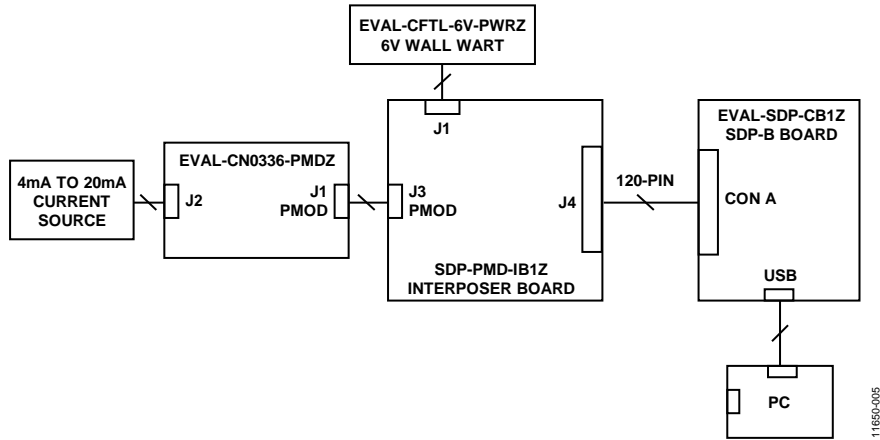 EVAL-CFTL-6V-PWRZ
6V WALL WART
J1
EVAL-SDP-CB1Z
SDP-B BOARD
EVAL-CN0336-PMDZ
4mA TO 20mA
CURRENT
SOURCE
J2
J1
PMOD
J3
PMOD
J4
120-PIN
CON A
SDP-PMD-IB1Z
INTERPOSER BOARD
USB
PC
11650-005